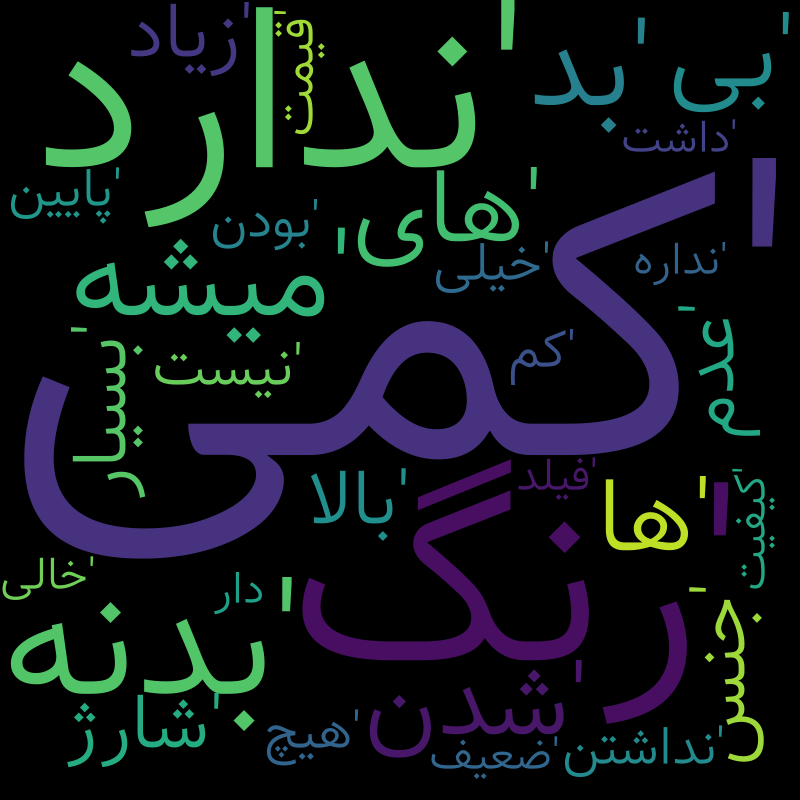 'زیاد
'قیمت
'ندارد
'بد
'بی
'داشت
'پایین
'بودن
'های
'خیلی
'نداره
'میشه
'کمی
'بسیار
'نیست
'کم
'عدم
'بالا
'فیلد
'ها
'کیفیت
'رنگ
'خالی
دار
'بدنه
'جنس
'شارژ
'هیچ
'شدن
'ضعیف
'نداشتن